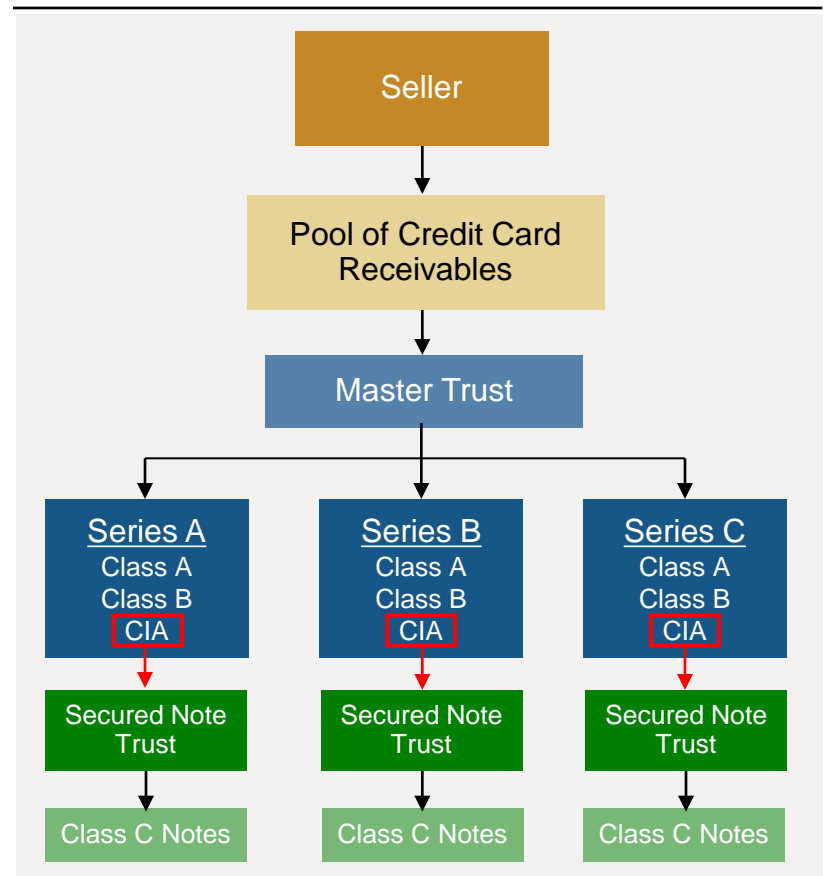 Seller
Pool of Credit Card
Receivables
Master Trust
Series A
Class A
Class B
CIA
Series B
Class A
Class B
CIA
Series C
Class A
Class B
CIA
Secured Note
Trust
Secured Note
Trust
Secured Note
Trust
Class C Notes
Class C Notes
Class C Notes